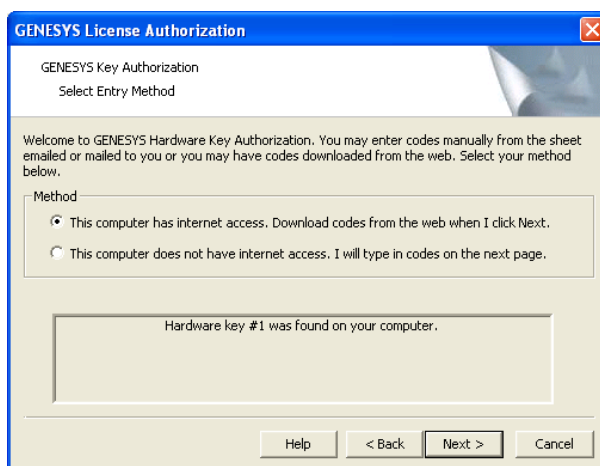 GENESYS License Authorization
GENESYS Key Authorization
Select Entry Method
Welcome to GENESYS Hardware Key Authorization. You may enter codes manually from the sheet
emailed or mailed to you or you may have codes downloaded from the web. Select your method
below.
Method
This computer has internet access. Download codes from the web when I click Next.
This computer does not have internet access. I will type in codes on the next page.
Hardware key #1 was found on your computer.
Help < Back Next > Cancel